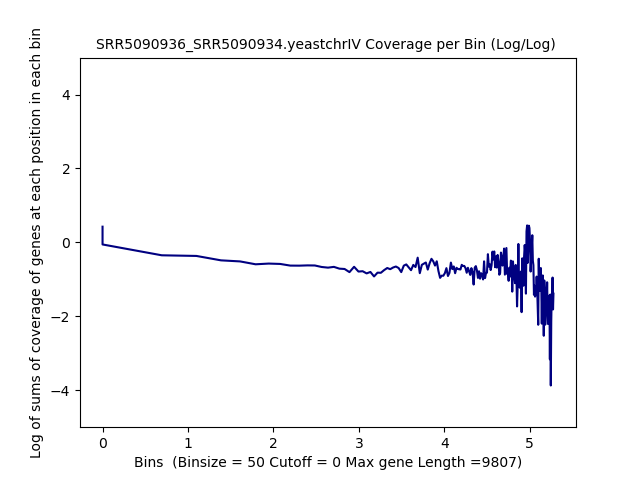 SRR5090936_SRR5090934.yeastchrIV Coverage per Bin (Log/Log)
Log of sums of coverage of genes at each position in each bin
4
2
0
−2
−4
0 1 2 3 4 5
Bins  (Binsize = 50 Cutoff = 0 Max gene Length =9807)